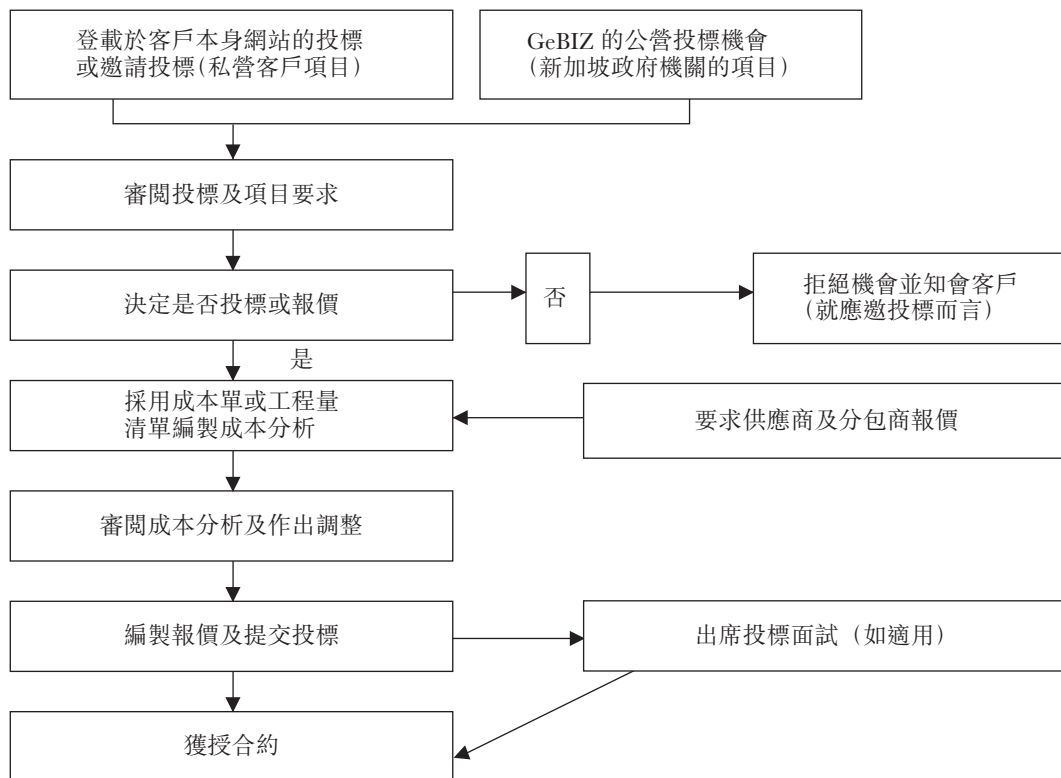 登載於客戶本身網站的投標
或邀請投標(私營客戶項目)
GeBIZ 的公營投標機會
(新加坡政府機關的項目)
審閱投標及項目要求
決定是否投標或報價
否
拒絕機會並知會客戶
(就應邀投標而言)
是
採用成本單或工程量
清單編製成本分析
要求供應商及分包商報價
審閱成本分析及作出調整
編製報價及提交投標
出席投標面試（如適用）
獲授合約